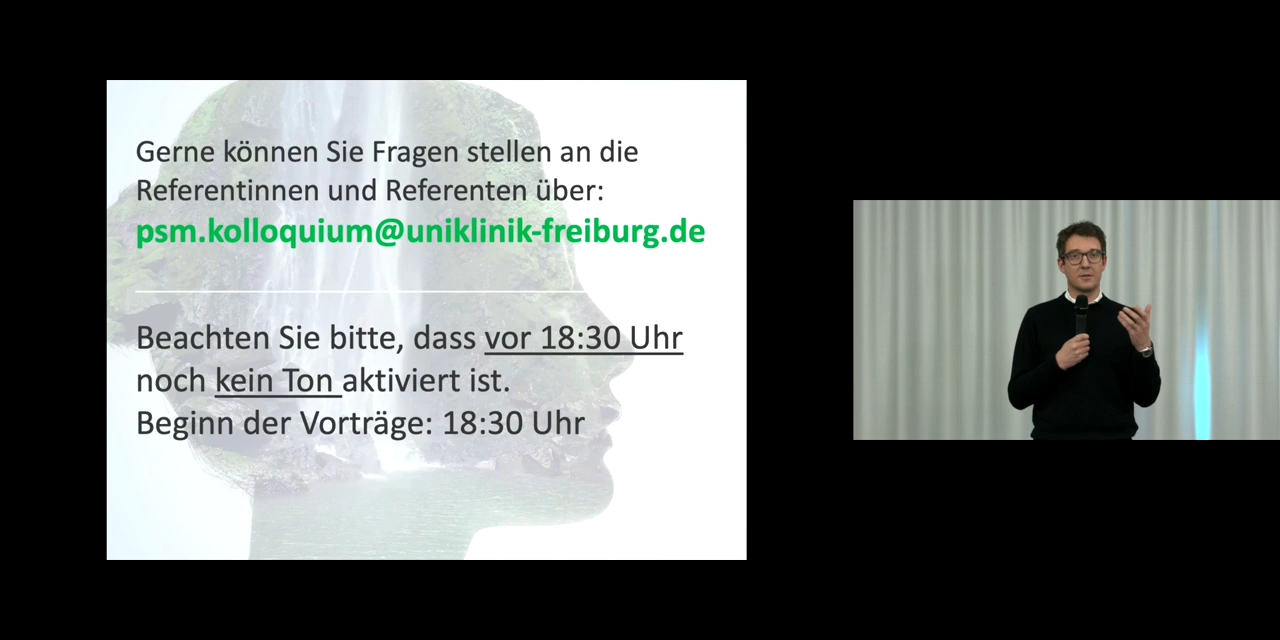 Gerne können Sie Fragen stellen an die
Referentinnen und Referenten über:
psm.kolloquium@uniklinik-freiburg.de
Beachten Sie bitte, dass vor 18:30 Uhr
noch kein Ton aktiviert ist.
Beginn der Vorträge: 18:30 Uhr